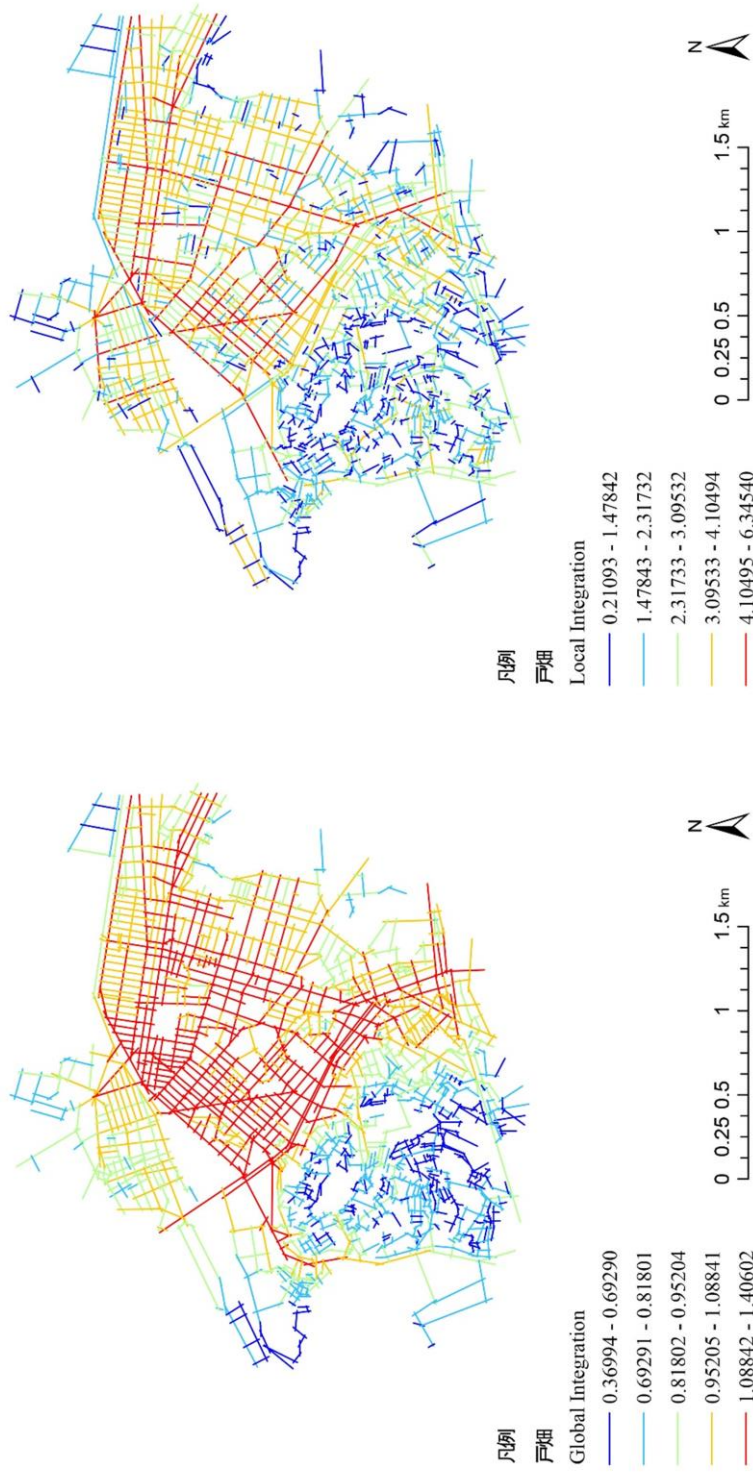 凡例
戸畑
Global Integration
0.36994 - 0.69290
0.69291 - 0.81801
0.81802 - 0.95204
0.95205 - 1.08841
1.08842 - 1.40602
0 0.25 0.5 1 1.5 km
N
凡例
戸畑
Local Integration
0.21093 - 1.47842
1.47843 - 2.31732
2.31733 - 3.09532
3.09533 - 4.10494
4.10495 - 6.34540
0 0.25 0.5 1 1.5 km
N